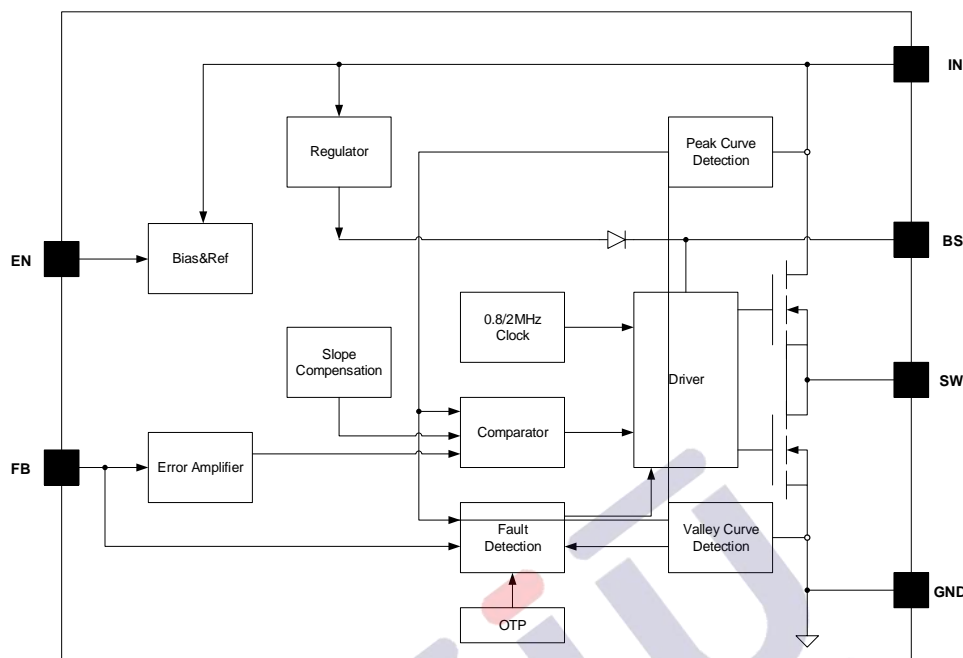 IN
Regulator
Peak Curve
Detection
BS
EN
Bias&Ref
0.8/2MHz
Clock
Slope
Compensation
Driver
SW
Comparator
FB
Error Amplifier
Fault
Detection
Valley Curve
Detection
GND
OTP